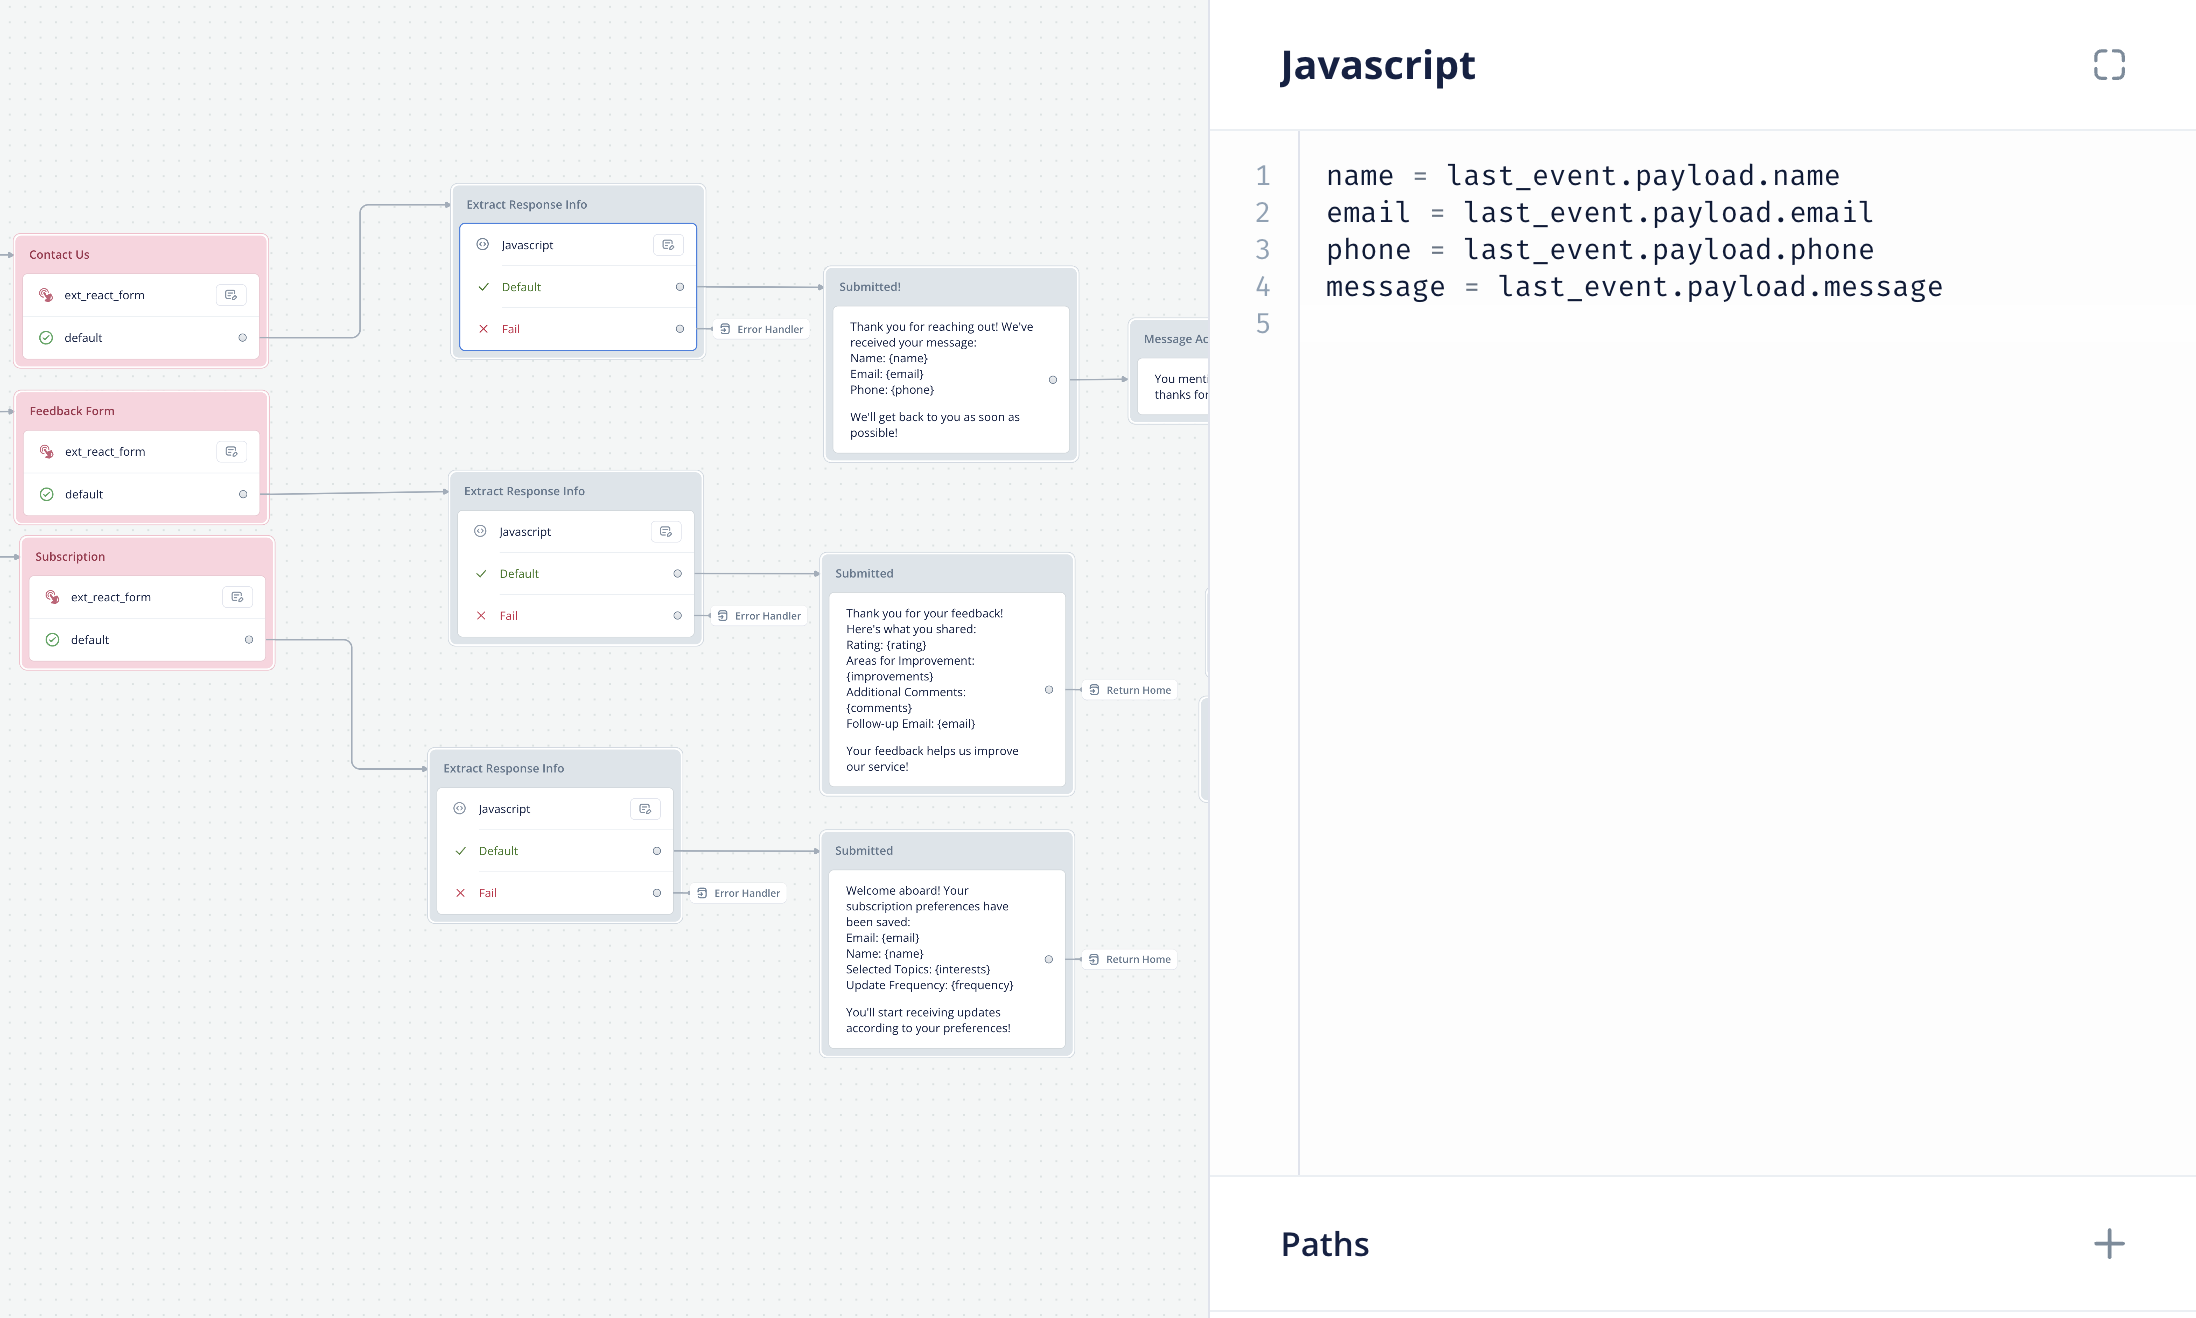 Contact Us
ext_react_form
default
Feedback Form
ext_react_form
default
Subscription
ext_react_form
default
Extract Response Info
Javascript
Default
Fail
Error Handler
Extract Response Info
Javascript
Default
Fail
Error Handler
Extract Response Info
Javascript
Default
Fail
Error Handler
Submitted!
Thank you for reaching out! We've
received your message:
Name: {name}
Email: {email}
Phone: {phone}
We'll get back to you as soon as
possible!
Submitted
Thank you for your feedback!
Here's what you shared:
Rating: {rating}
Areas for Improvement:
{improvements}
Additional Comments:
{comments}
Follow-up Email: {email}
Your feedback helps us improve
our service!
Return Home
Submitted
Welcome aboard! Your
subscription preferences have
been saved:
Email: {email}
Name: {name}
Selected Topics: {interests}
Update Frequency: {frequency}
You'll start receiving updates
according to your preferences!
Return Home
Message Ac
You menti
thanks for
Javascript
1 name = last_event.payload.name
2 email = last_event.payload.email
3 phone = last_event.payload.phone
4 message = last_event.payload.message
5
Paths